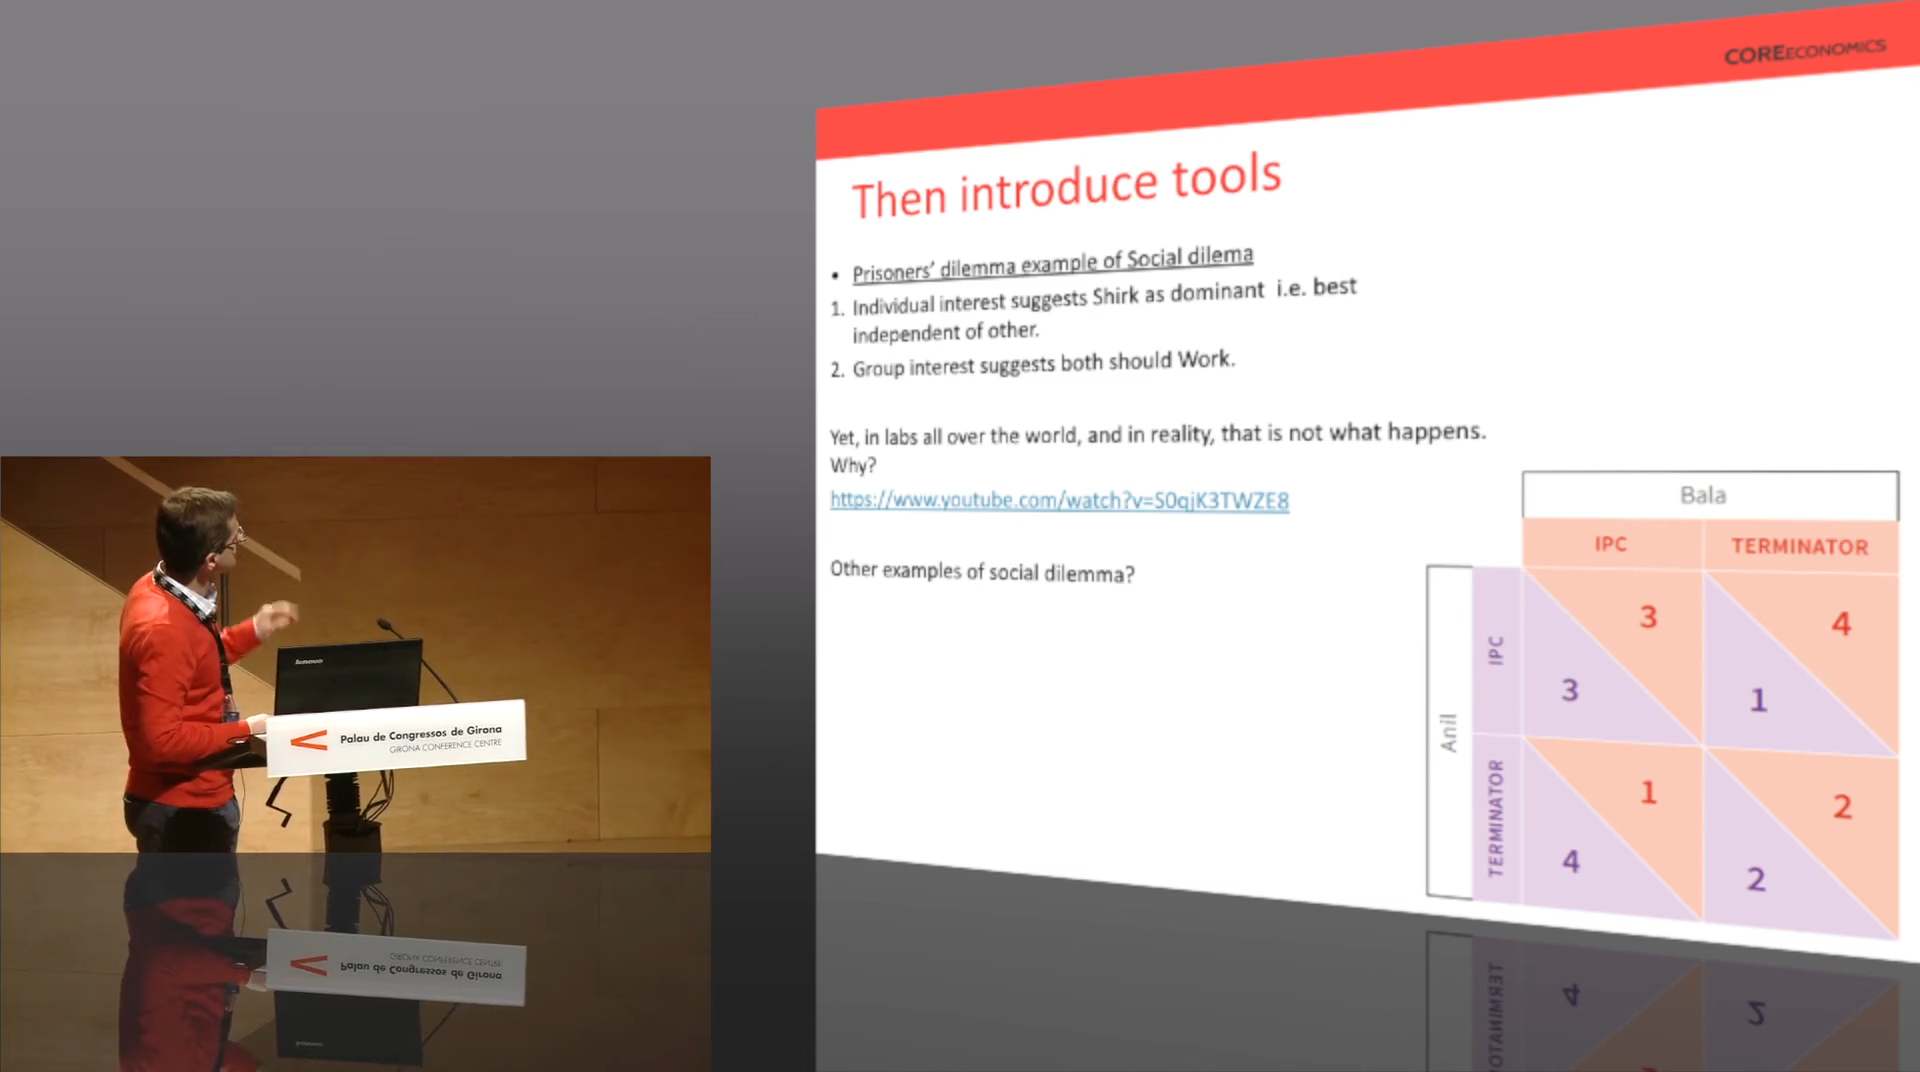 COREECONOMICS
Then introduce tools
• Prisoners' dilemma example of Social dilema
1. Individual interest suggests Shirk as dominant i.e. best
independent of other.
2. Group interest suggests both should Work.
Yet, in labs all over the world, and in reality, that is not what happens.
Why?
https://www.youtube.com/watch?v=S0qjK3TWZE8
Other examples of social dilemma?
Bala
IPC TERMINATOR
Anil
IPC
3 4
3 1
TERMINATOR
1 2
4 2
lenovo
Palau de Congressos de Girona
GIRONA CONFERENCE CENTRE